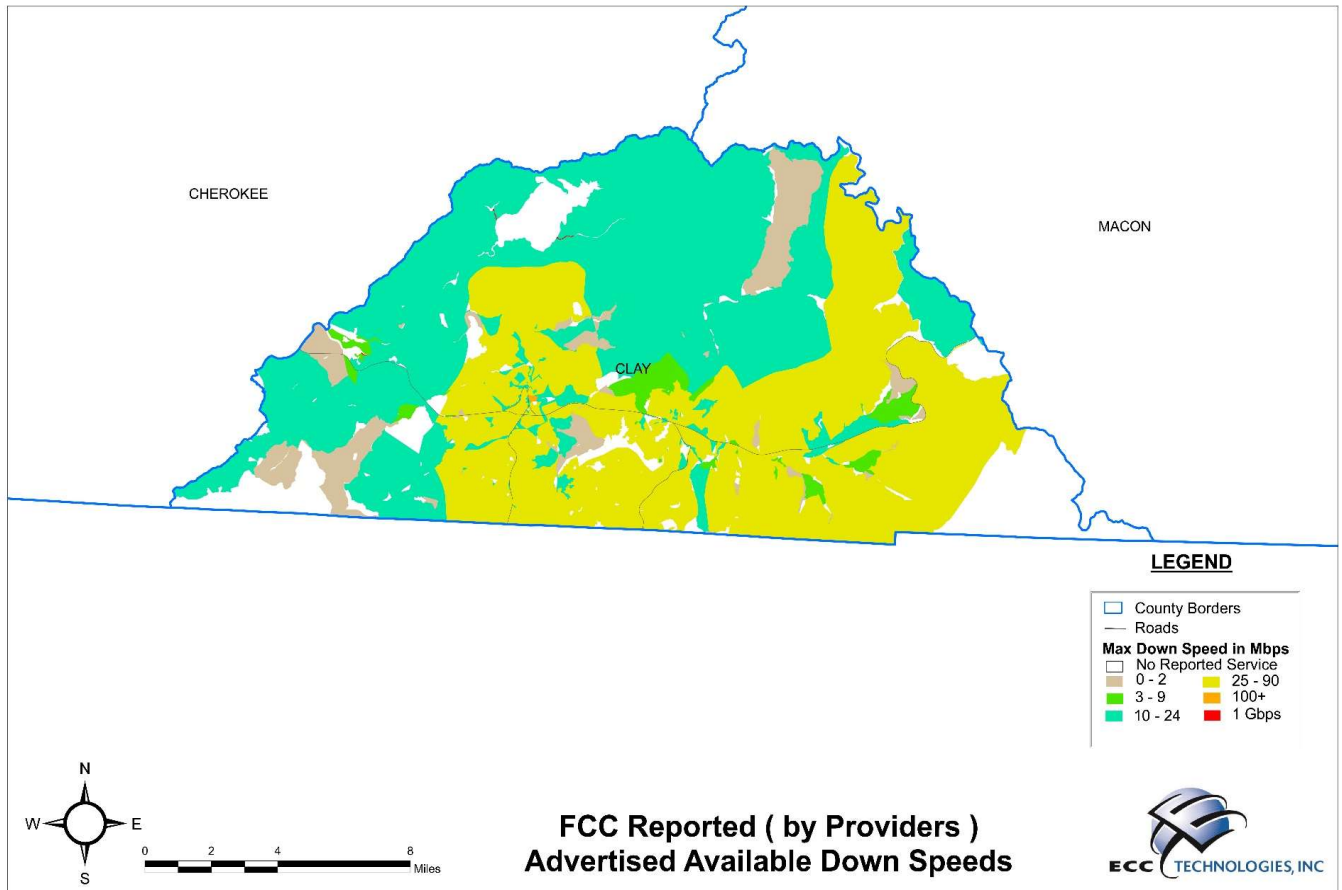 CHEROKEE
MACON
CLAY
LEGEND
County Borders
Roads
Max Down Speed in Mbps
No Reported Service
0 - 2
25 - 90
3 - 9
100+
10 - 24
1 Gbps
N
W
E
S
0 2 4 8
Miles
FCC Reported ( by Providers )
Advertised Available Down Speeds
ECC TECHNOLOGIES, INC